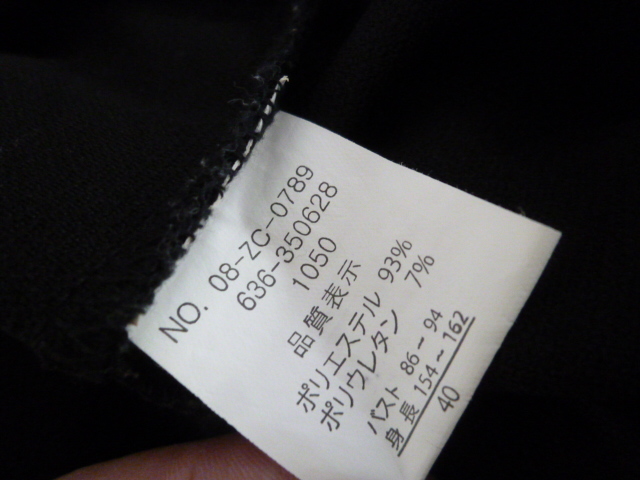 NO. 08-ZC-0789
636-350628
1050
品質表示
ポリエステル 93%
ポリウレタン 7%
バスト 86-94
身長 154~162
40